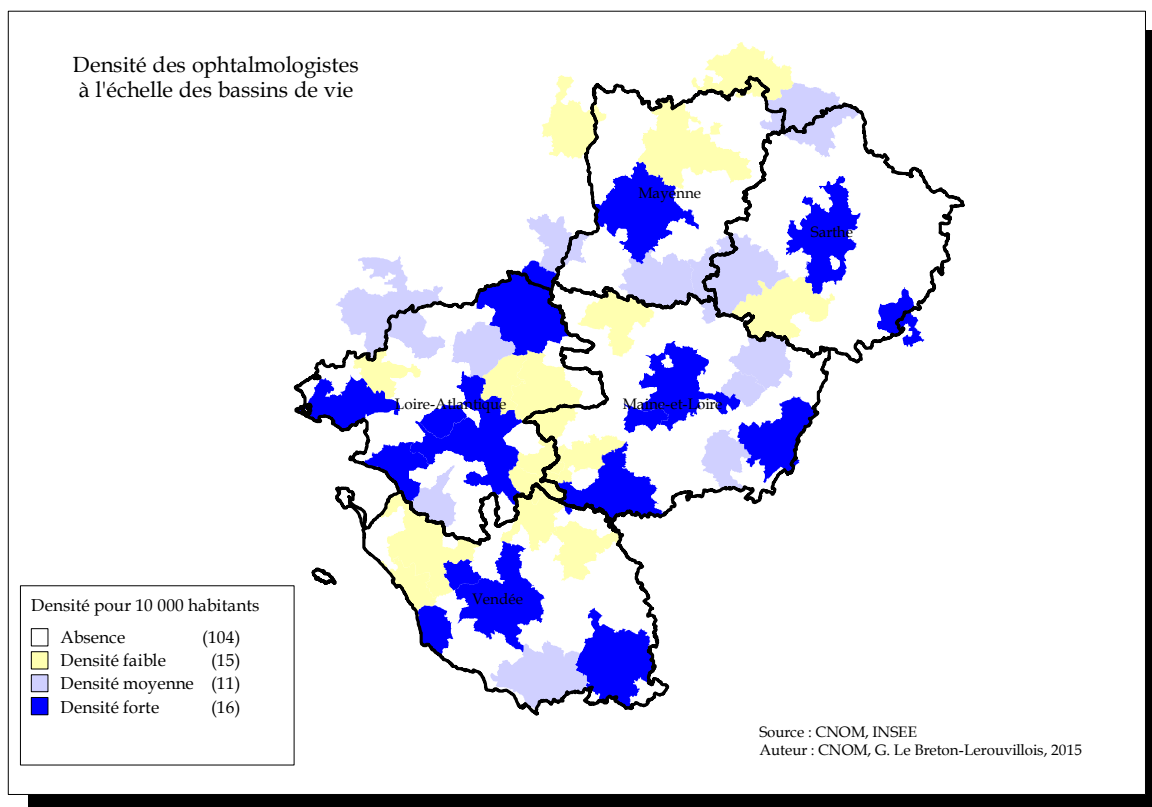 Densité des ophtalmologistes
à l'échelle des bassins de vie
Mayenne
Sarthe
Loire-Atlantique
Maine-et-Loire
Vendée
Densité pour 10 000 habitants
Absence (104)
Densité faible (15)
Densité moyenne (11)
Densité forte (16)
Source : CNOM, INSEE
Auteur : CNOM, G. Le Breton-Lerouvillois, 2015